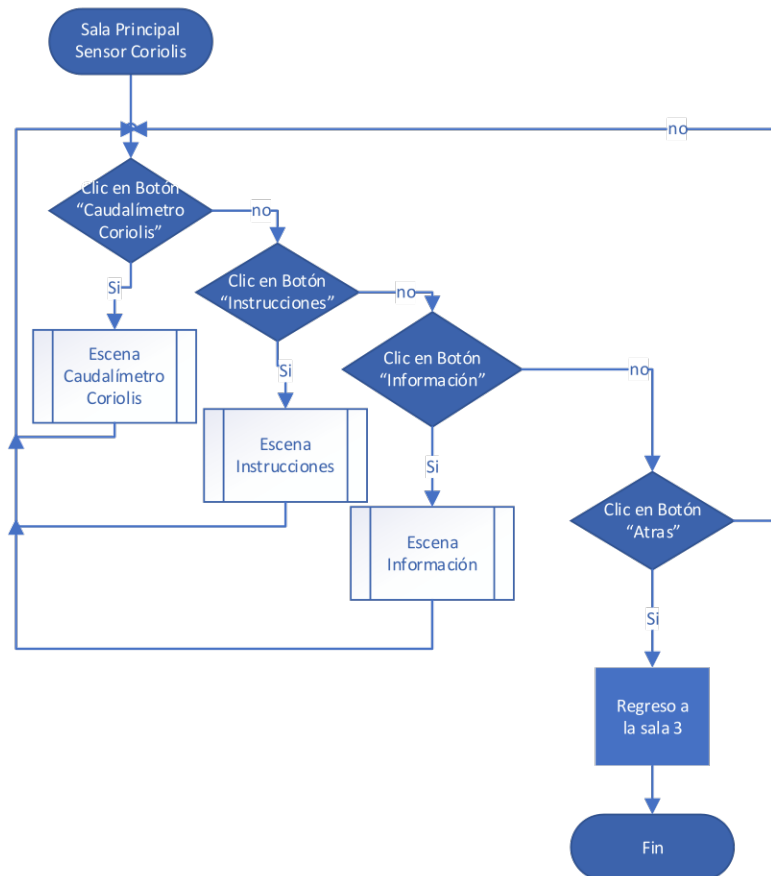 Sala Principal
Sensor Coriolis
no
Clic en Botón
“Caudalímetro
Coriolis”
no
Si
Clic en Botón
“Instrucciones”
no
Si
Escena
Caudalímetro
Coriolis
Clic en Botón
“Información”
no
Si
Escena
Instrucciones
Clic en Botón
“Atras”
Si
Escena
Información
Regreso a
la sala 3
Fin